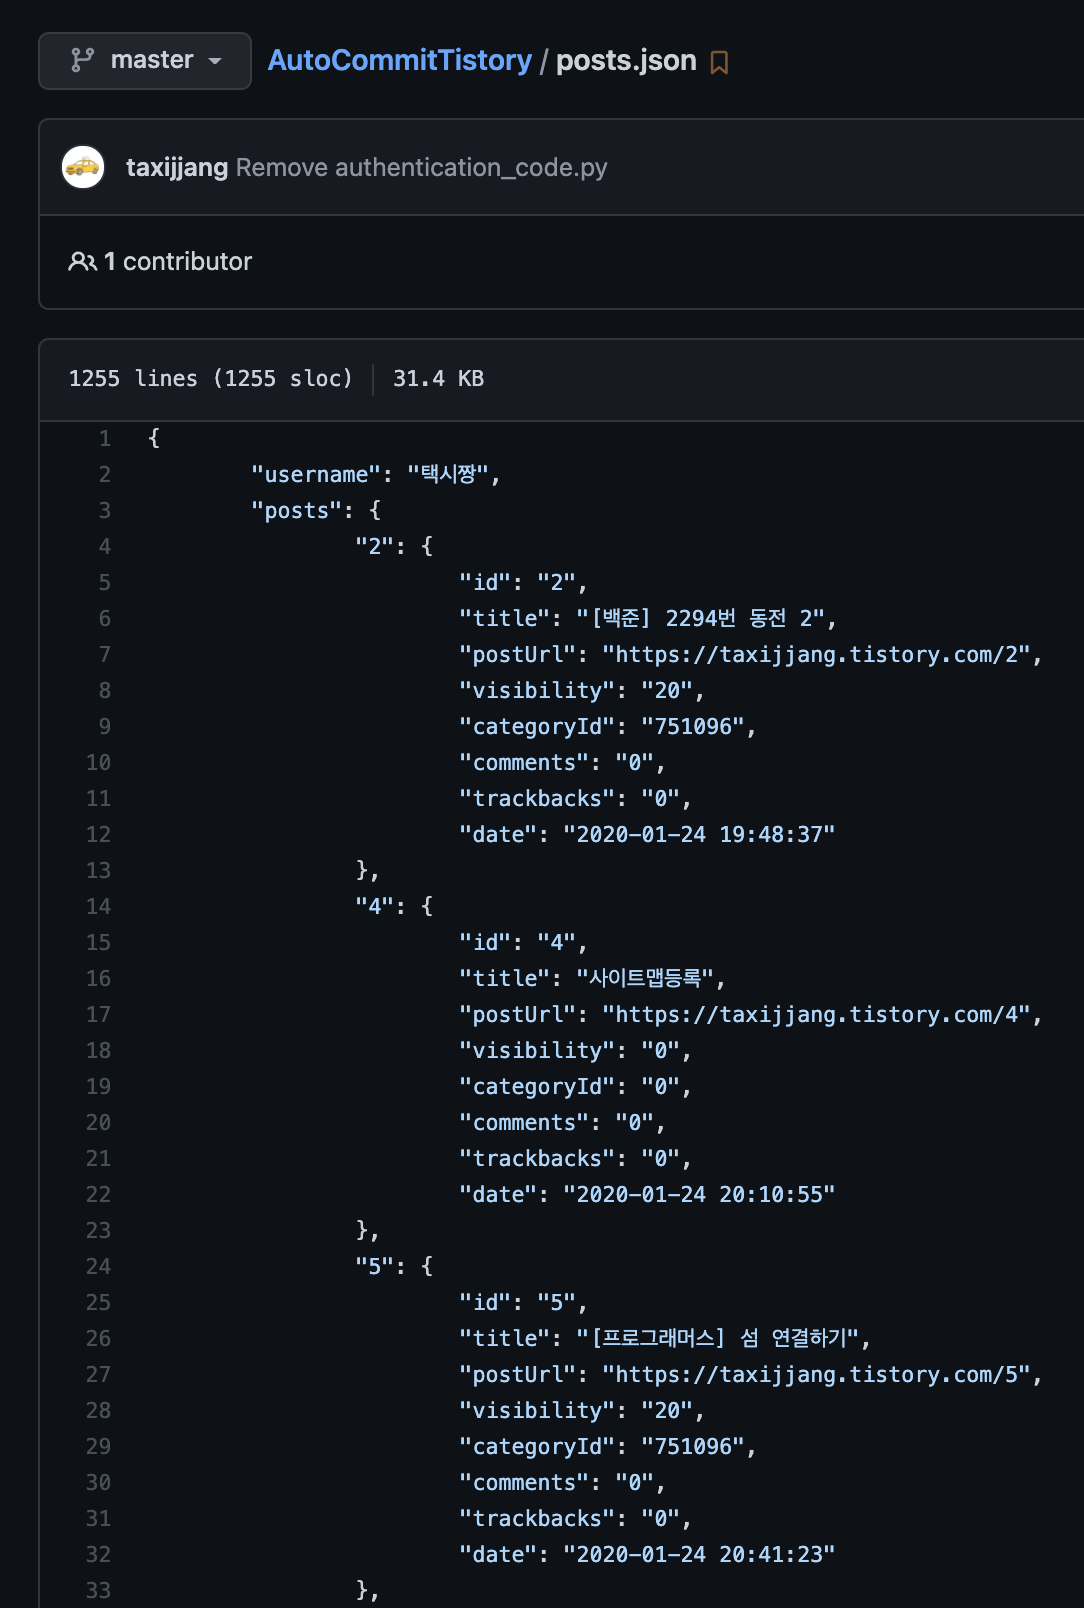 master AutoCommitTistory / posts.json
taxijjang Remove authentication_code.py
1 contributor
1255 lines (1255 sloc) 31.4 KB
1 {
2 "username": "택시짱",
3 "posts": {
4 "2": {
5 "id": "2",
6 "title": "[백준] 2294번 동전 2",
7 "postUrl": "https://taxijjang.tistory.com/2",
8 "visibility": "20",
9 "categoryId": "751096",
10 "comments": "0",
11 "trackbacks": "0",
12 "date": "2020-01-24 19:48:37"
13 },
14 "4": {
15 "id": "4",
16 "title": "사이트맵등록",
17 "postUrl": "https://taxijjang.tistory.com/4",
18 "visibility": "0",
19 "categoryId": "0",
20 "comments": "0",
21 "trackbacks": "0",
22 "date": "2020-01-24 20:10:55"
23 },
24 "5": {
25 "id": "5",
26 "title": "[프로그래머스] 섬 연결하기",
27 "postUrl": "https://taxijjang.tistory.com/5",
28 "visibility": "20",
29 "categoryId": "751096",
30 "comments": "0",
31 "trackbacks": "0",
32 "date": "2020-01-24 20:41:23"
33 },